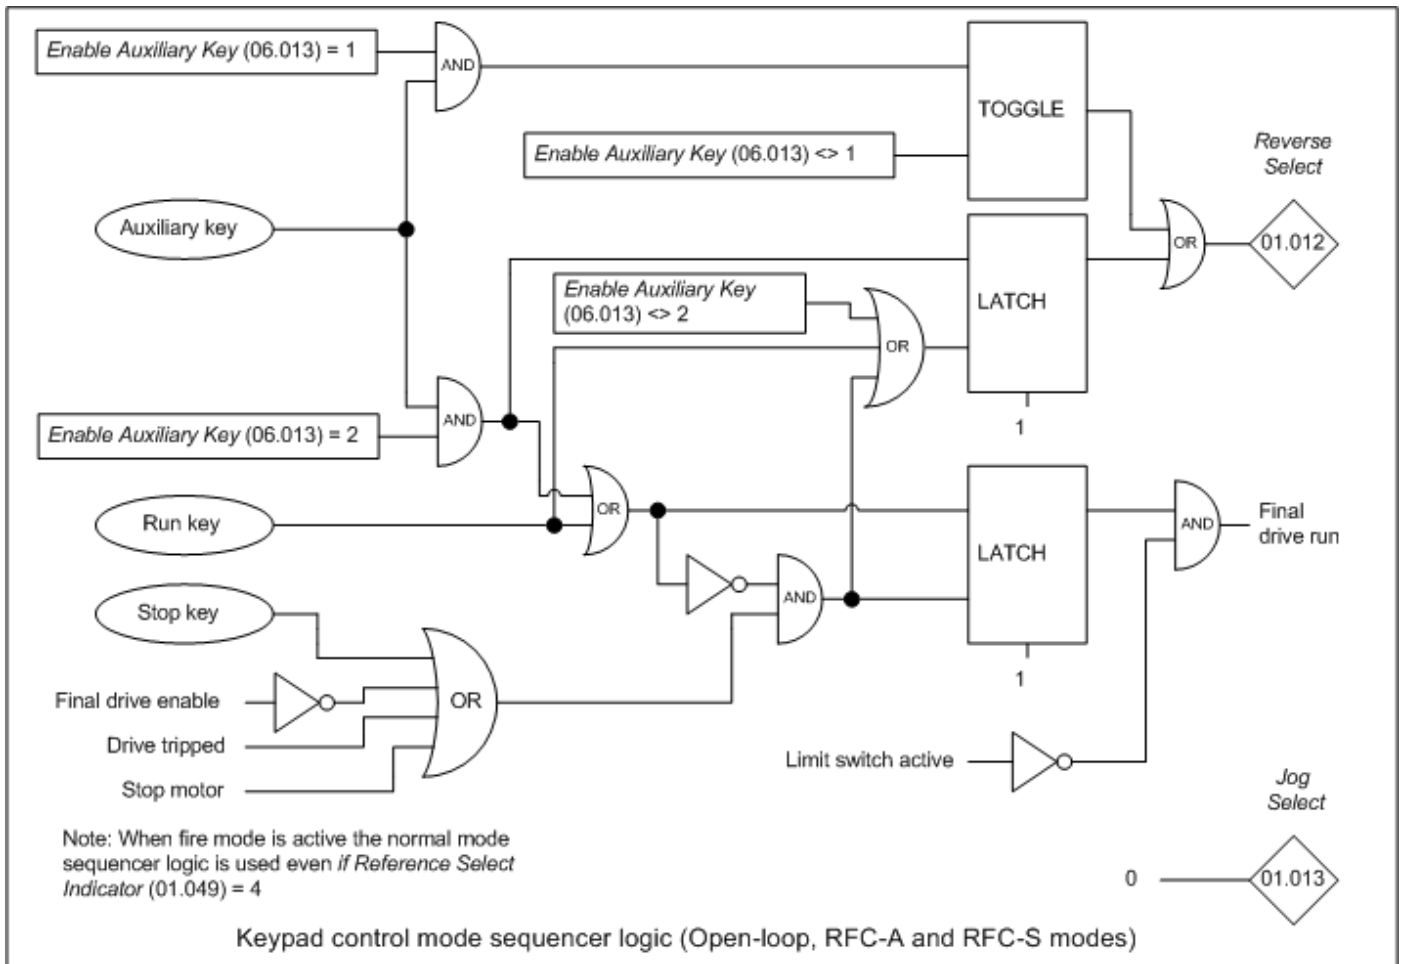 Enable Auxiliary Key (06.013) = 1
AND
TOGGLE
Enable Auxiliary Key (06.013) <> 1
Reverse
Select
Auxiliary key
OR
01.012
Enable Auxiliary Key
(06.013) <> 2
LATCH
OR
1
AND
Enable Auxiliary Key (06.013) = 2
Run key
OR
LATCH
AND
Final
drive run
Stop key
AND
1
Final drive enable
OR
Drive tripped
Stop motor
Limit switch active
Jog
Select
Note: When fire mode is active the normal mode
sequencer logic is used even if Reference Select
Indicator (01.049) = 4
0
01.013
Keypad control mode sequencer logic (Open-loop, RFC-A and RFC-S modes)